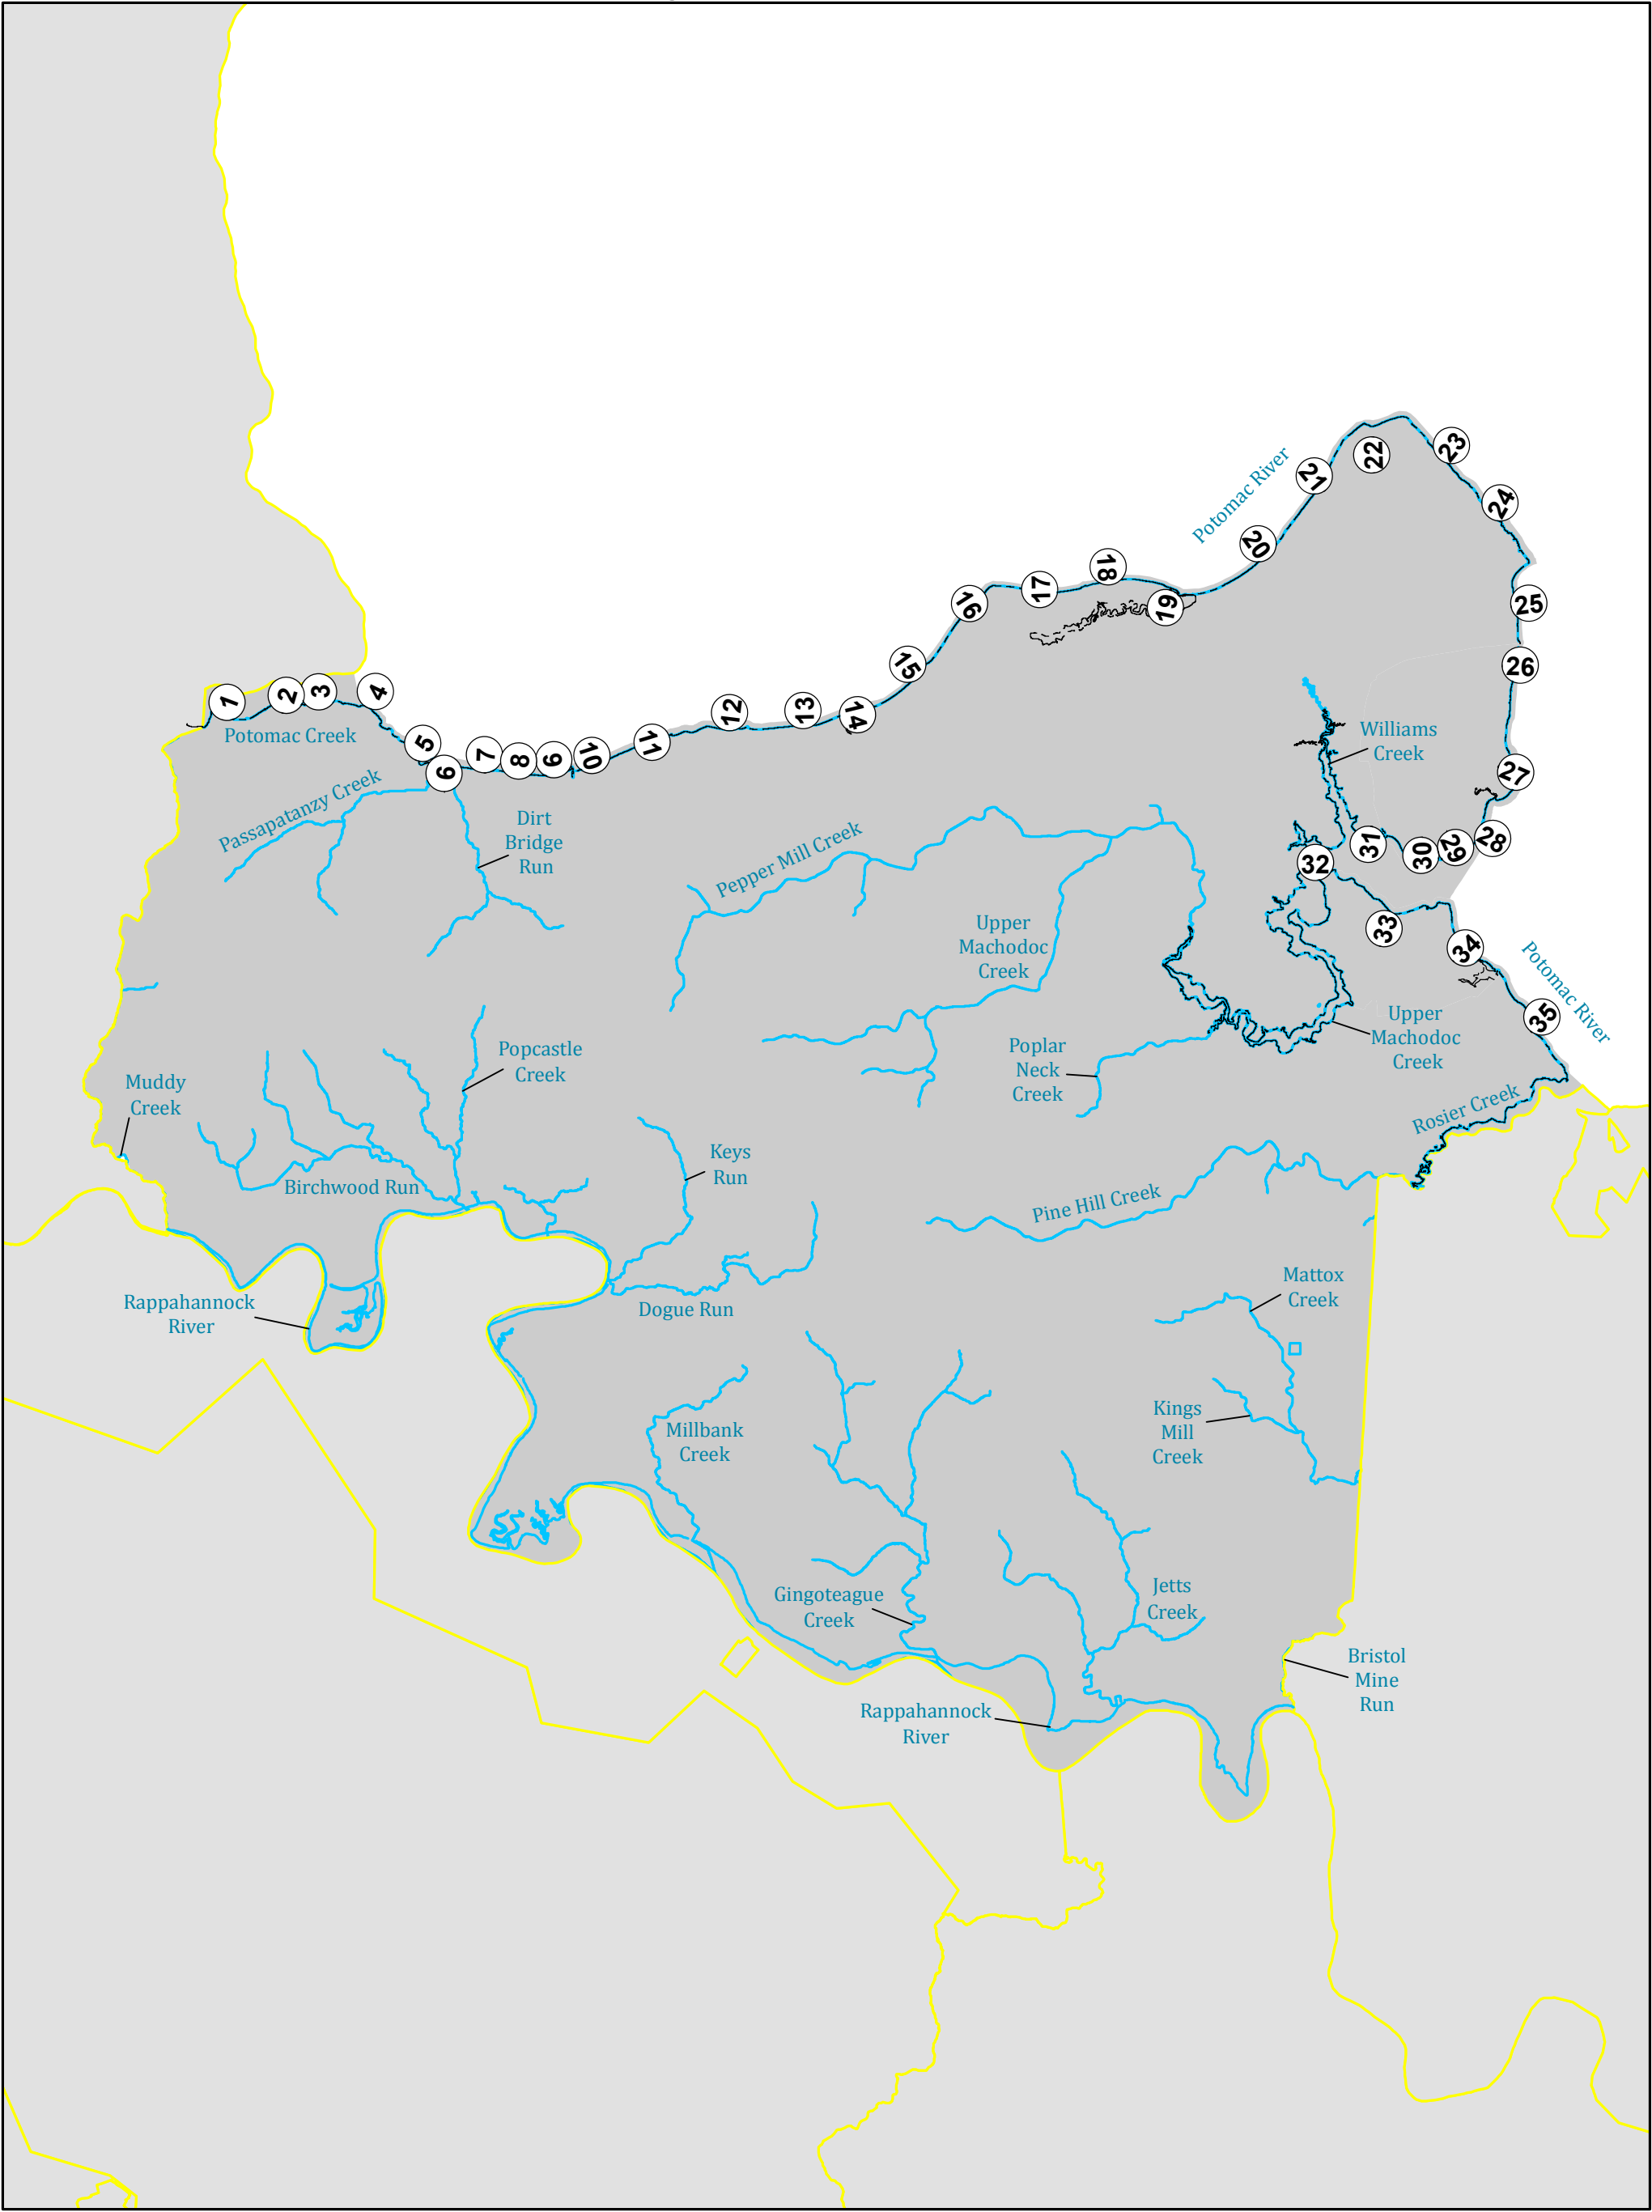 23
22
21
Potomac River
24
20
18
17
16
19
25
15
26
1
2
3
4
14
13
12
Potomac Creek
5
11
Williams
Creek
7
8
9
10
6
27
Passapatanzy Creek
Dirt
Bridge
Run
Pepper Mill Creek
31
30
29
28
32
Upper
Machodoc
Creek
33
34
Potomac River
35
Popcastle
Creek
Poplar
Neck
Creek
Upper
Machodoc
Creek
Muddy
Creek
Rosier Creek
Keys
Run
Birchwood Run
Pine Hill Creek
Rappahannock
River
Dogue Run
Mattox
Creek
Millbank
Creek
Kings
Mill
Creek
Gingoteague
Creek
Jetts
Creek
Bristol
Mine
Run
Rappahannock
River